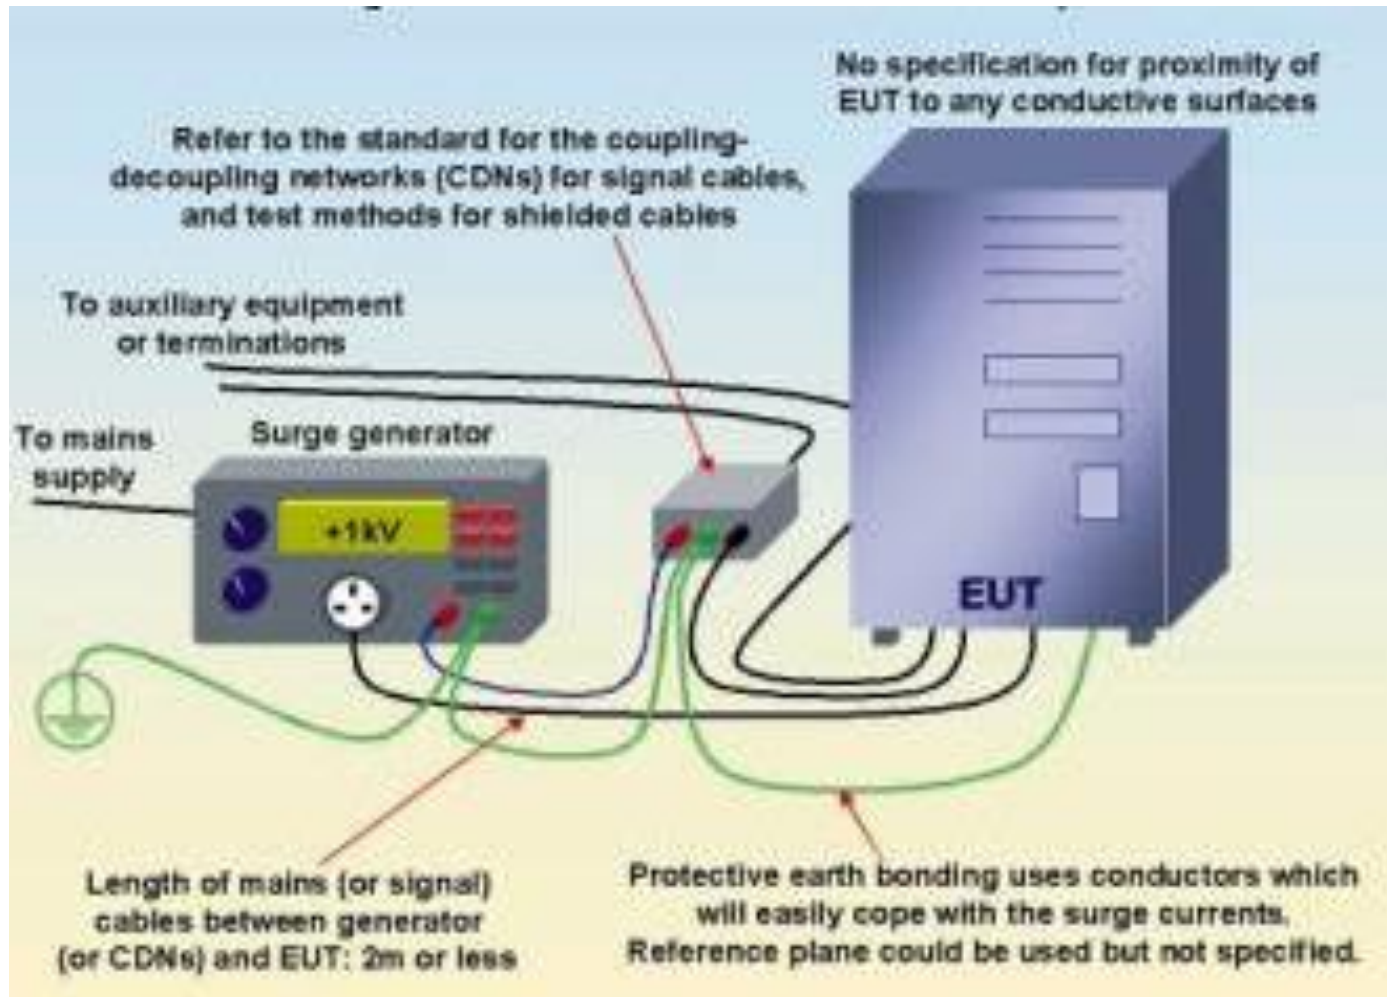 No specification for proximity of
EUT to any conductive surfaces
Refer to the standard for the coupling-
decoupling networks (CDNs) for signal cables,
and test methods for shielded cables
To auxiliary equipment
or terminations
To mains
supply
Surge generator
+1kV
EUT
Length of mains (or signal)
cables between generator
(or CDNs) and EUT: 2m or less
Protective earth bonding uses conductors which
will easily cope with the surge currents.
Reference plane could be used but not specified.